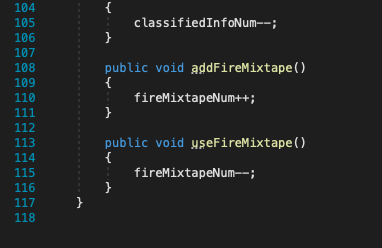 104 {
105 classifiedInfoNum--;
106 }
107
108 public void addFireMixtape()
109 {
110 fireMixtapeNum++;
111 }
112
113 public void useFireMixtape()
114 {
115 fireMixtapeNum--;
116 }
117 }
118